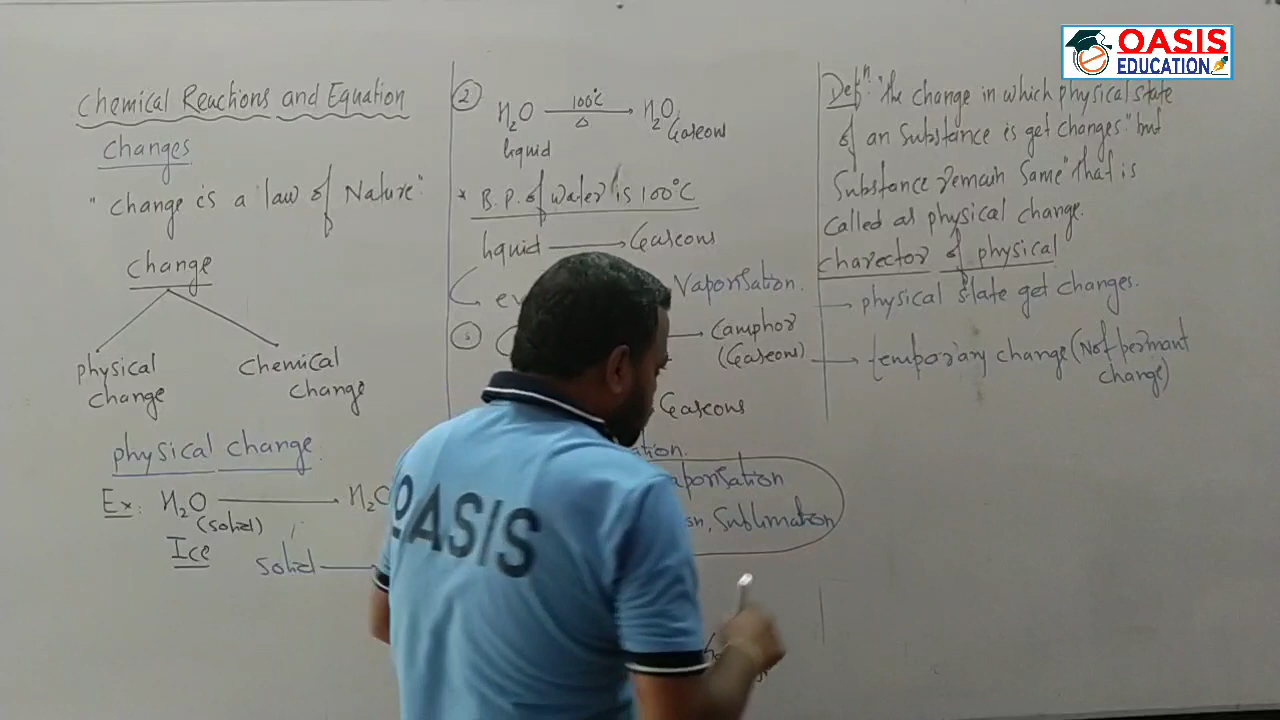 OASIS
EDUCATION
Chemical Reactions and Equation
Changes
"Change is a law of Nature"
Change
physical
change
Chemical
change
physical change
Ex: H₂O → H₂O
(solid)
Ice
solid
②
H₂O —100°C→ H₂O
Δ
liquid
Gaseous
* B.P. of water is 100°C
liquid → Gaseous
Vaporisation.
③
→ Camphor
(Gaseous)
Gaseous
Sublimation
Defⁿ: "The change in which physical state
of an substance is get changes" but
substance remain same" that is
called as physical change.
charector of physical
→ physical state get changes.
→ temporary change (Not permant
change)
OASIS